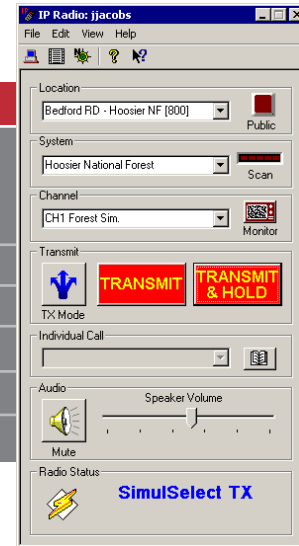 IP Radio: jjacobs
File Edit View Help
Location
Bedford RD - Hoosier NF [800]
Public
System
Hoosier National Forest
Scan
Channel
CH1 Forest Sim.
Monitor
Transmit
TX Mode
TRANSMIT
TRANSMIT
& HOLD
Individual Call
Audio
Mute
Speaker Volume
Radio Status
SimulSelect TX